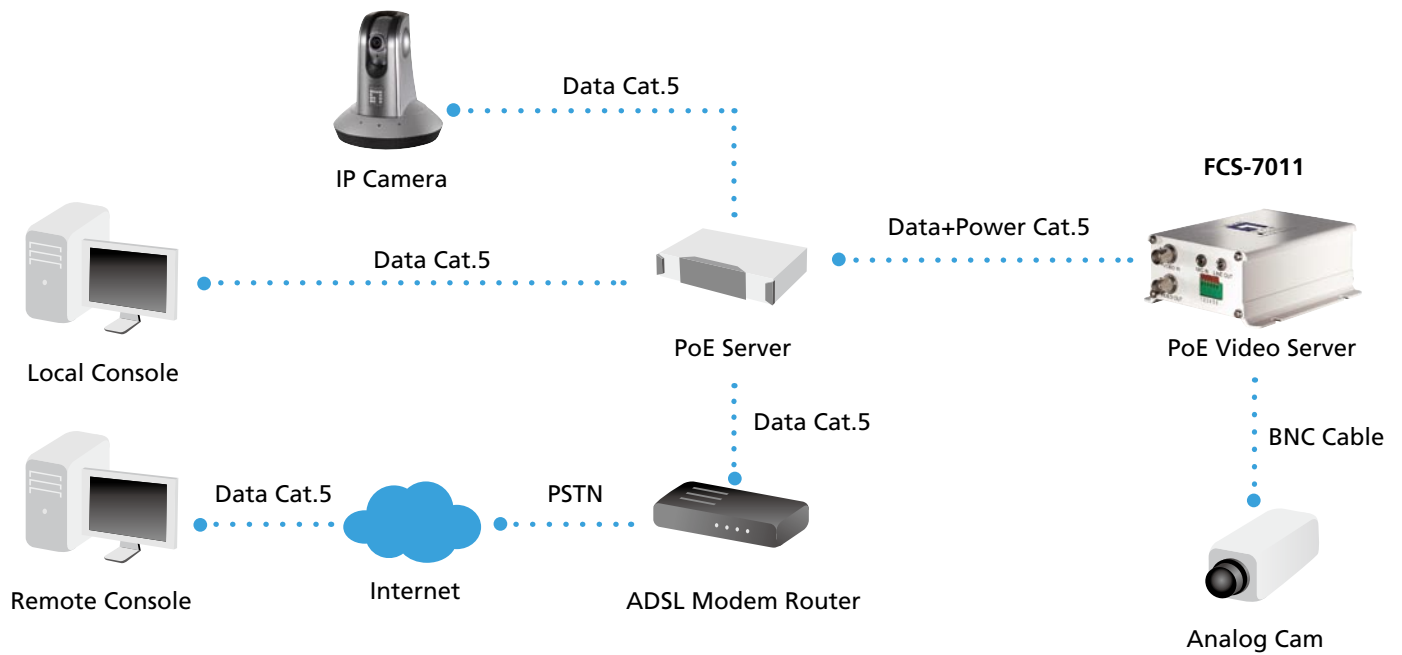 Data Cat.5
IP Camera
FCS-7011
Data+Power Cat.5
Data Cat.5
PoE Server
PoE Video Server
Local Console
Data Cat.5
BNC Cable
Data Cat.5
PSTN
Internet
Remote Console
ADSL Modem Router
Analog Cam